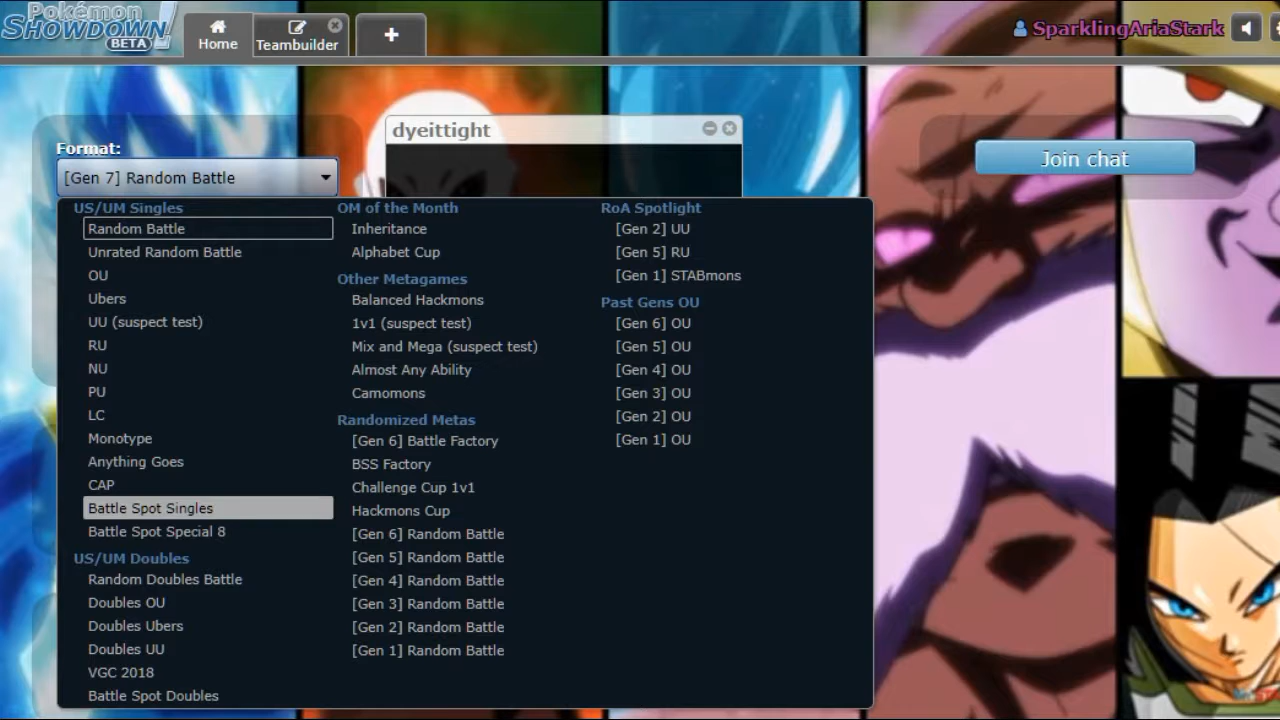 Pokémon
SHOWDOWN!
BETA
Home
Teambuilder
+
SparklingAriaStark
Format:
[Gen 7] Random Battle
dyeittight
Join chat
US/UM Singles
Random Battle
Unrated Random Battle
OU
Ubers
UU (suspect test)
RU
NU
PU
LC
Monotype
Anything Goes
CAP
Battle Spot Singles
Battle Spot Special 8
US/UM Doubles
Random Doubles Battle
Doubles OU
Doubles Ubers
Doubles UU
VGC 2018
Battle Spot Doubles
OM of the Month
Inheritance
Alphabet Cup
Other Metagames
Balanced Hackmons
1v1 (suspect test)
Mix and Mega (suspect test)
Almost Any Ability
Camomons
Randomized Metas
[Gen 6] Battle Factory
BSS Factory
Challenge Cup 1v1
Hackmons Cup
[Gen 6] Random Battle
[Gen 5] Random Battle
[Gen 4] Random Battle
[Gen 3] Random Battle
[Gen 2] Random Battle
[Gen 1] Random Battle
RoA Spotlight
[Gen 2] UU
[Gen 5] RU
[Gen 1] STABmons
Past Gens OU
[Gen 6] OU
[Gen 5] OU
[Gen 4] OU
[Gen 3] OU
[Gen 2] OU
[Gen 1] OU